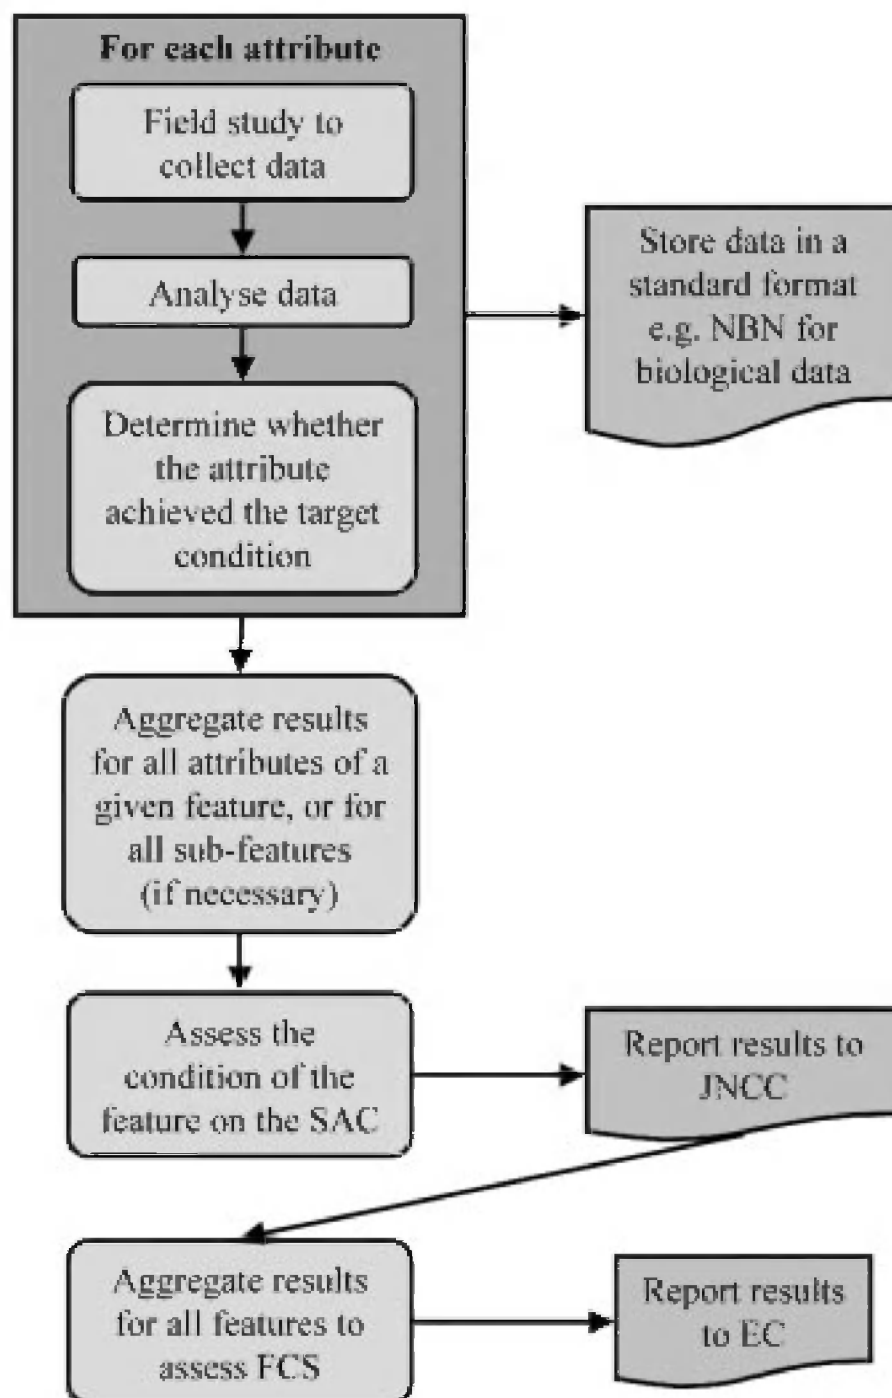 For each attribute
Field study to
collect data
Analyse data
Determine whether
the attribute
achieved the target
condition
Store data in a
standard format
e.g. NBN for
biological data
Aggregate results
for all attributes of a
given feature, or for
all sub-features
(if necessary)
Assess the
condition of the
feature on the SAC
Report results to
JNCC
Aggregate results
for all features to
assess FCS
Report results
to EC